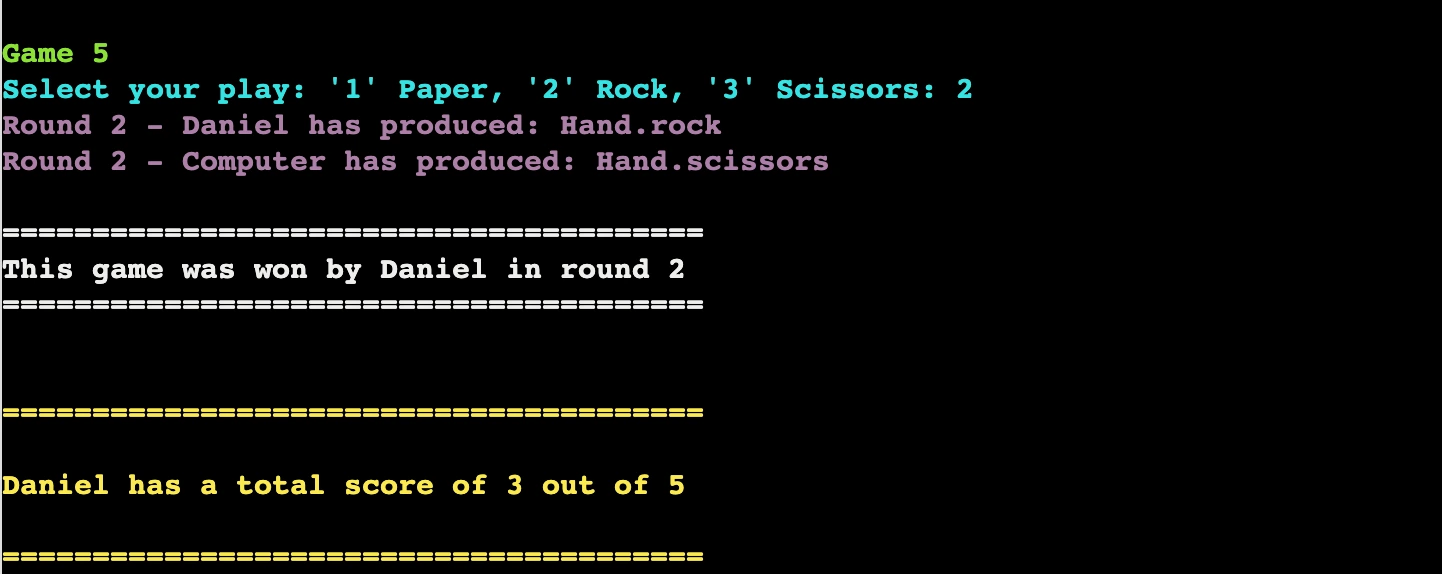 Game 5
Select your play: '1' Paper, '2' Rock, '3' Scissors: 2
Round 2 - Daniel has produced: Hand.rock
Round 2 - Computer has produced: Hand.scissors
=======================================
This game was won by Daniel in round 2
=======================================
=======================================
Daniel has a total score of 3 out of 5
=======================================